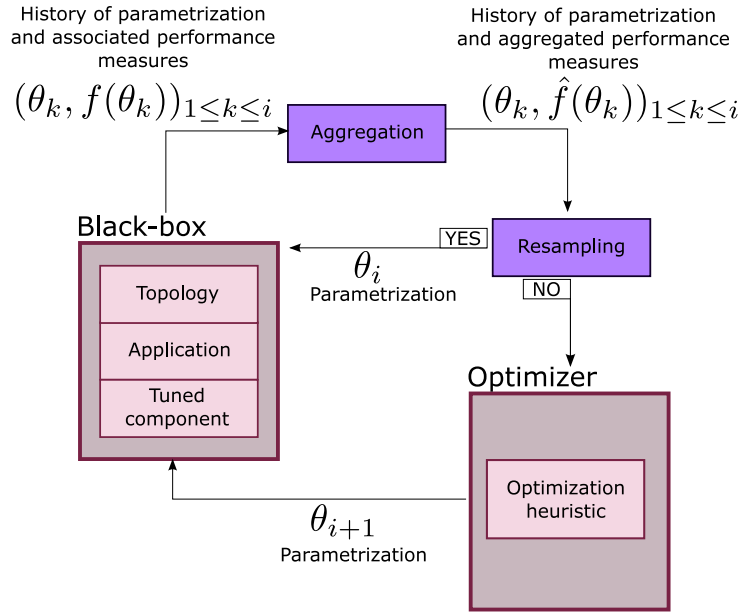 History of parametrization
and associated performance
measures
(θ_k, f(θ_k))_{1≤k≤i}
History of parametrization
and aggregated performance
measures
(θ_k, f̂(θ_k))_{1≤k≤i}
Aggregation
Black-box
YES
Resampling
θ_i
Parametrization
NO
Topology
Application
Tuned
component
Optimizer
Optimization
heuristic
θ_{i+1}
Parametrization